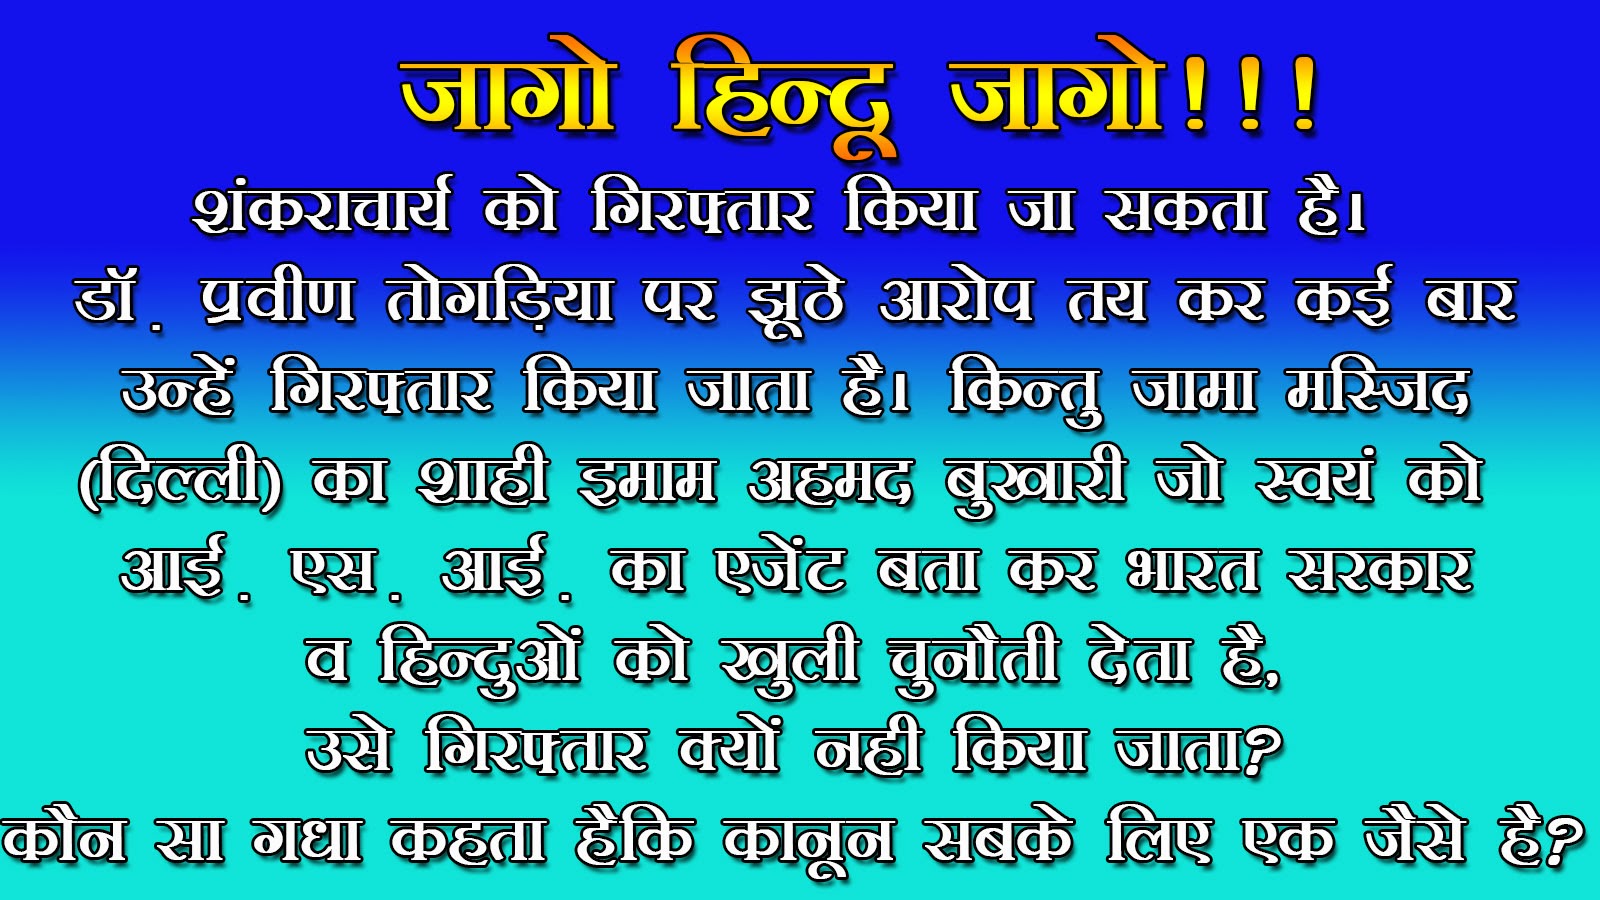 जागो हिन्दू जागो!!!
शंकराचार्य को गिरफ्तार किया जा सकता है।
डॉ. प्रवीण तोगड़िया पर झूठे आरोप तय कर कई बार
उन्हें गिरफ्तार किया जाता है। किन्तु जामा मस्जिद
(दिल्ली) का शाही इमाम अहमद बुखारी जो स्वयं को
आई. एस. आई. का एजेंट बता कर भारत सरकार
व हिन्दुओं को खुली चुनौती देता है,
उसे गिरफ्तार क्यों नही किया जाता?
कौन सा गधा कहता हैकि कानून सबके लिए एक जैसे है?